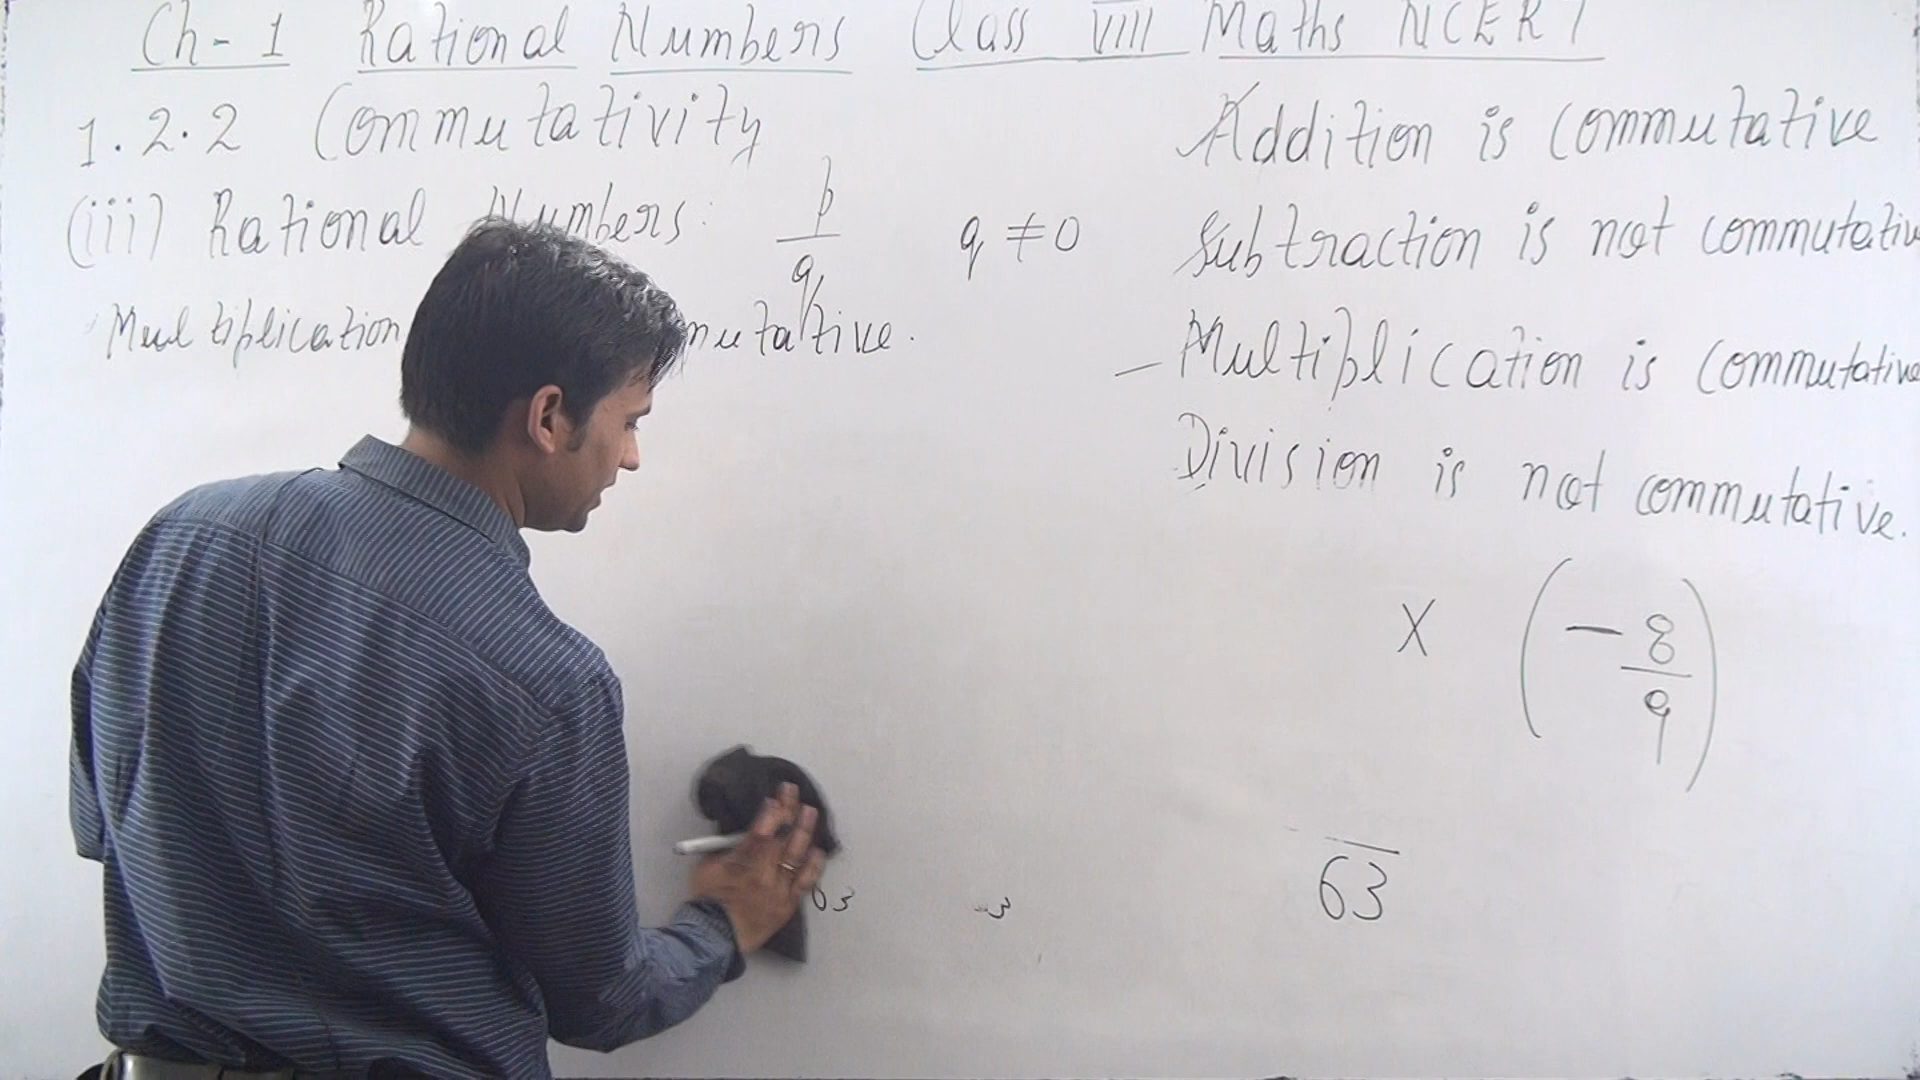 Ch-1 Rational Numbers Class VIII Maths NCERT
1.2.2 Commutativity
(iii) Rational Numbers: p/q q ≠ 0
Multiplication mutative.
Addition is commutative
Subtraction is not commutative
- Multiplication is commutative
Division is not commutative.
× (-8/9)
63
3
63